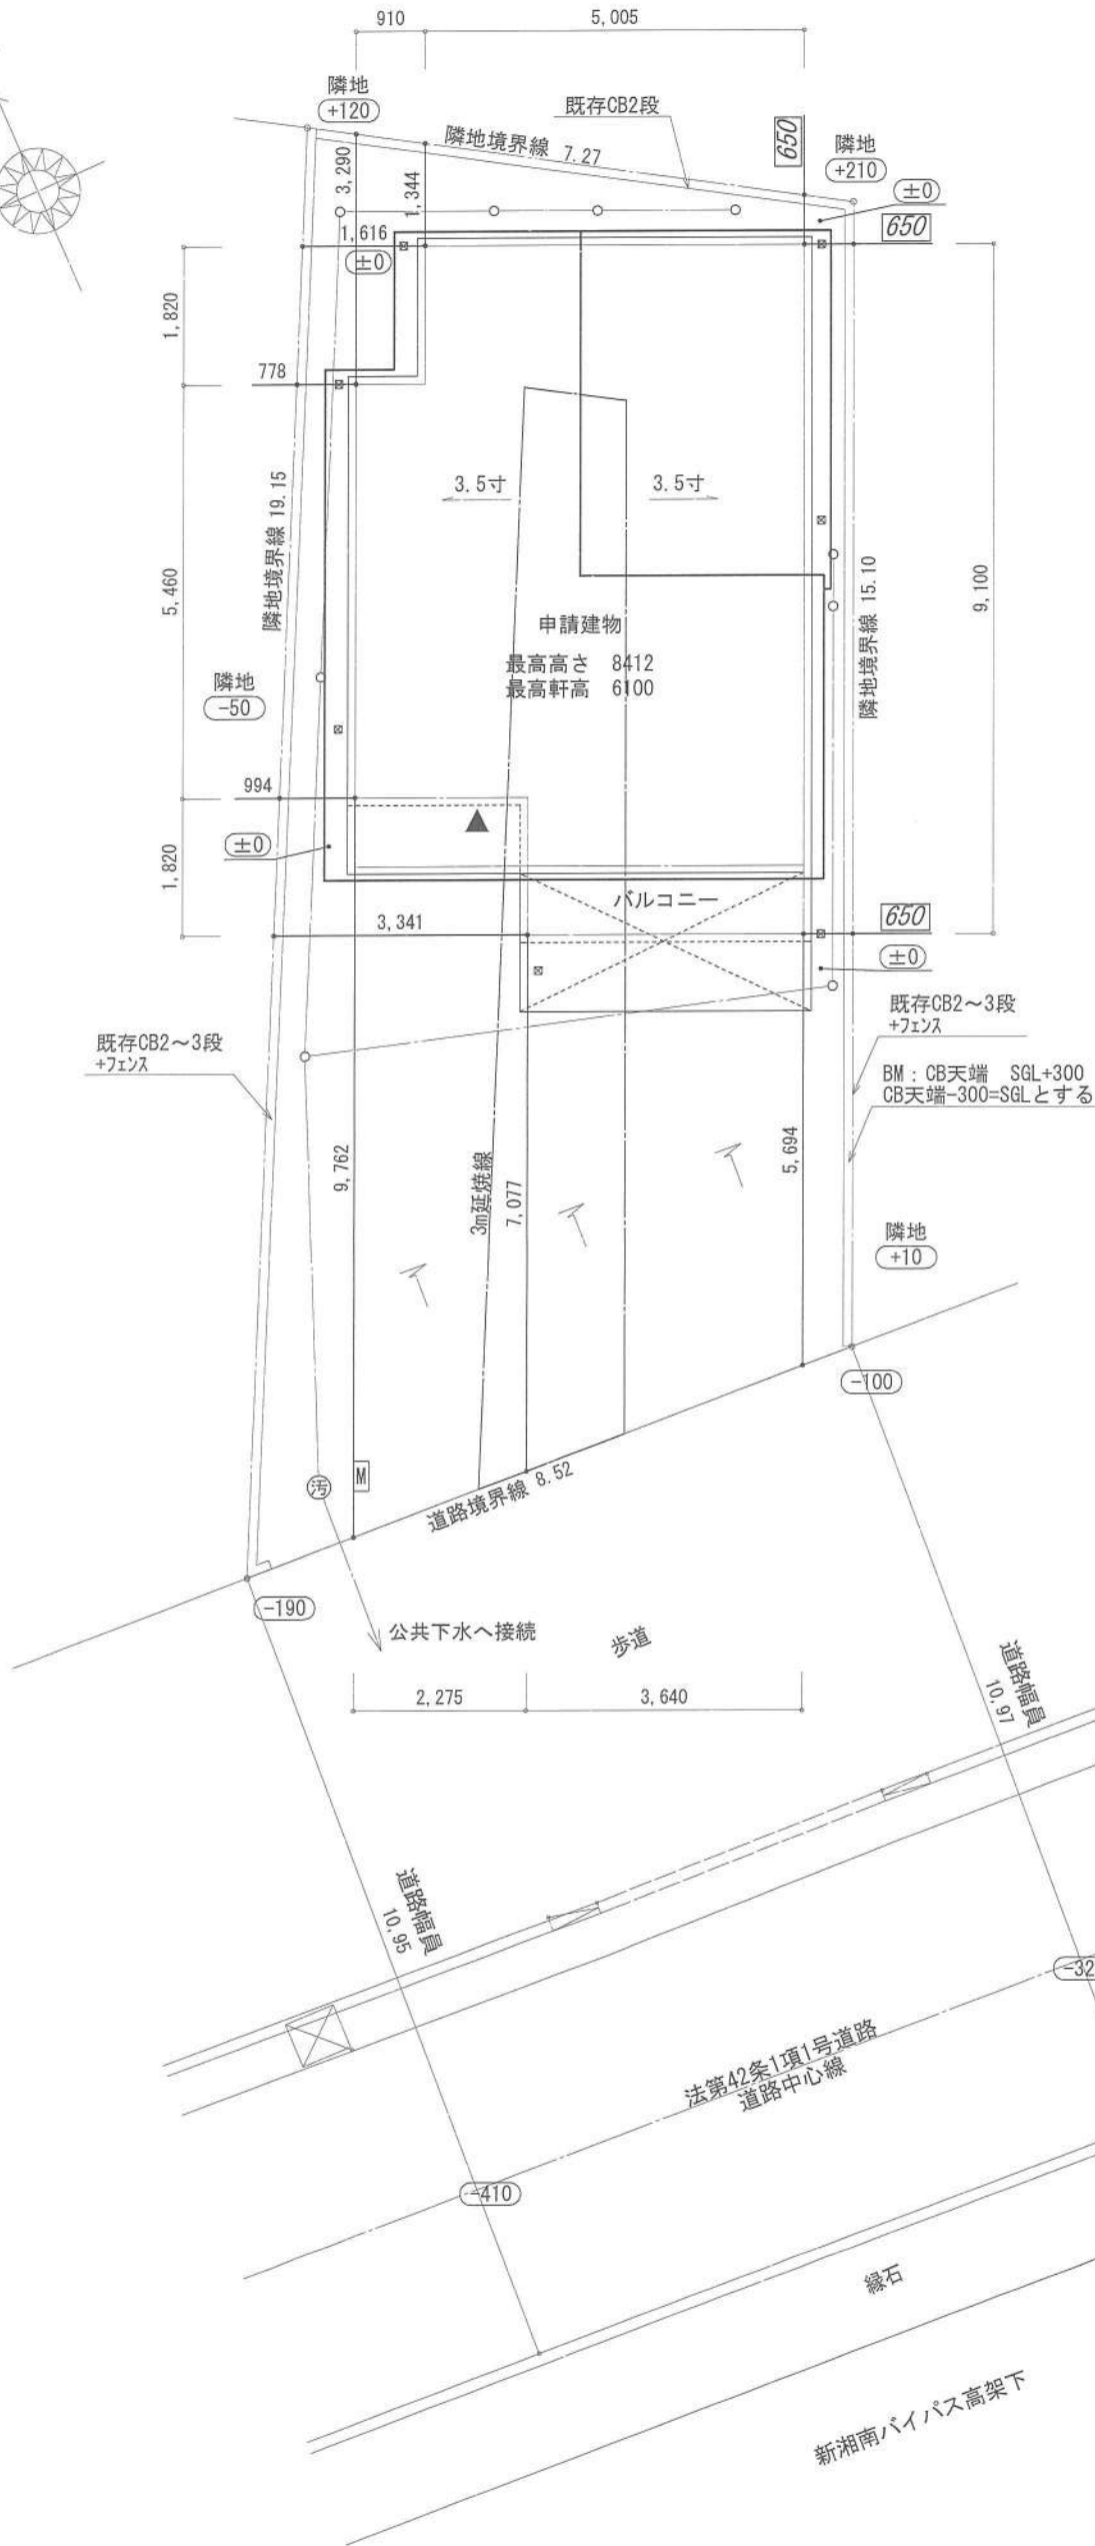 910
5,005
隣地
+120
既存CB2段
隣地境界線 7.27
650
隣地
+210
±0
3,290
1,344
1,616
±0
650
1,820
778
隣地境界線 19.15
3.5寸
3.5寸
5,460
隣地境界線 15.10
9,100
申請建物
最高高さ 8412
最高軒高 6100
隣地
-50
994
±0
1,820
バルコニー
3,341
650
±0
既存CB2～3段
+フェンス
既存CB2～3段
+フェンス
BM：CB天端 SGL+300
CB天端-300=SGLとする
9,762
3m延焼線
7,077
5,694
隣地
+10
-100
M
汚
道路境界線 8.52
-190
公共下水へ接続
歩道
2,275
3,640
道路幅員
10.97
道路幅員
10.95
-32
法第42条1項1号道路
道路中心線
-410
縁石
新湘南バイパス高架下